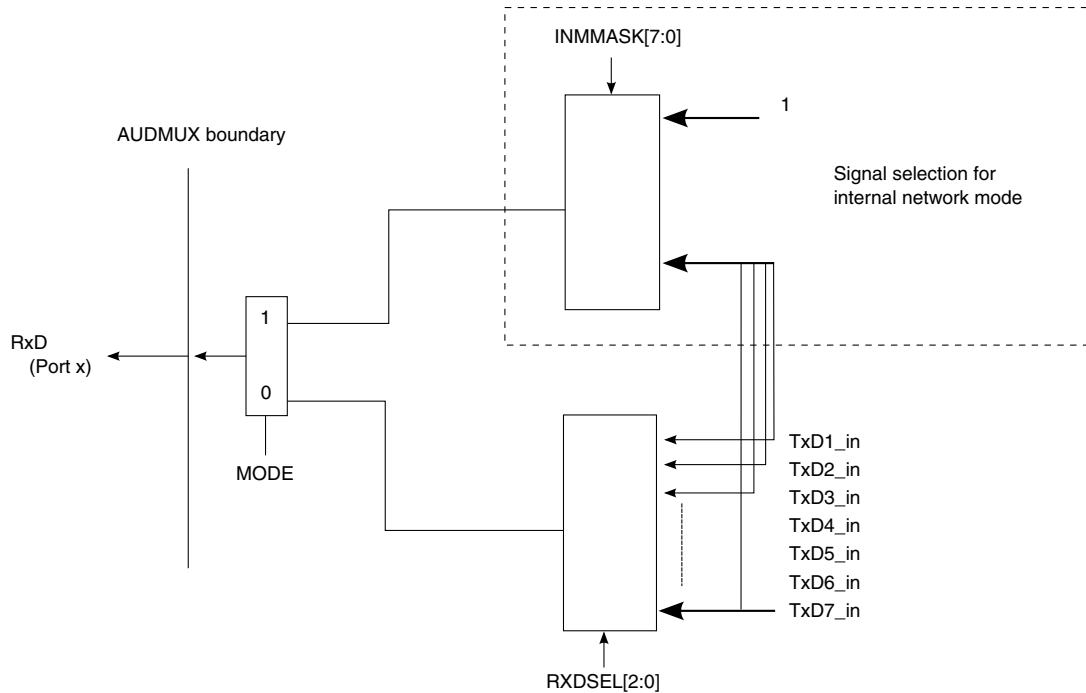 INMMASK[7:0]
1
AUDMUX boundary
Signal selection for
internal network mode
1
RxD
(Port x)
0
MODE
TxD1_in
TxD2_in
TxD3_in
TxD4_in
TxD5_in
TxD6_in
TxD7_in
RXDSEL[2:0]